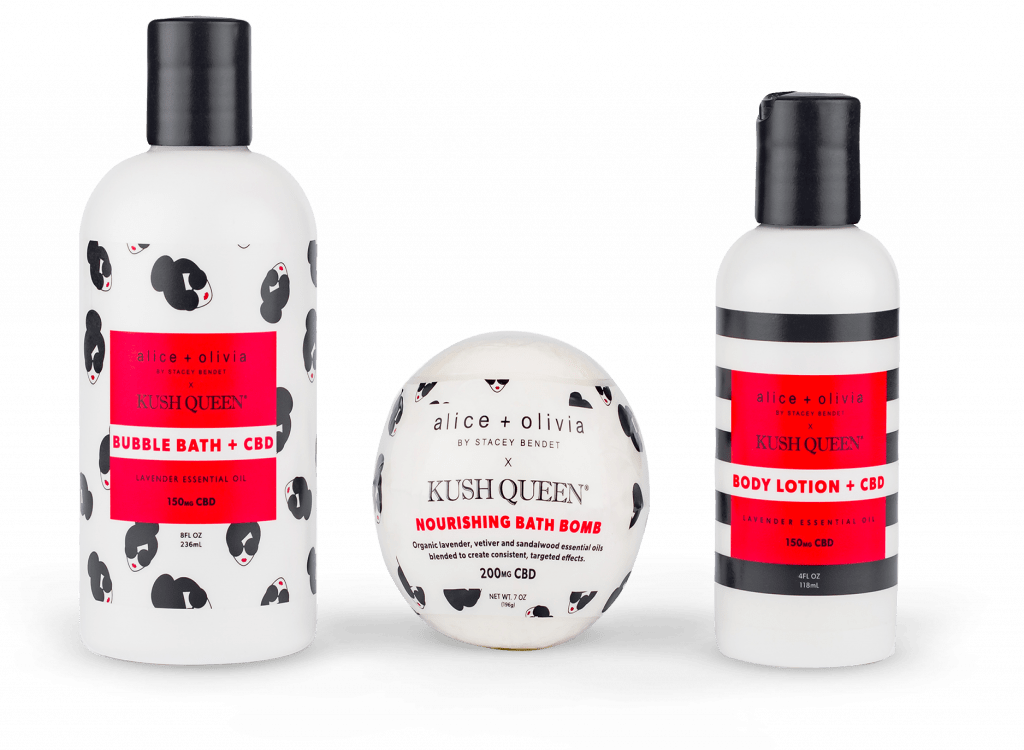 alice + olivia
BY STACEY BENDET
X
KUSH QUEEN®
BUBBLE BATH + CBD
LAVENDER ESSENTIAL OIL
150MG CBD
8FL OZ
236mL
alice + olivia
BY STACEY BENDET
X
KUSH QUEEN®
NOURISHING BATH BOMB
Organic lavender, vetiver and sandalwood essential oils
blended to create consistent, targeted effects.
200MG CBD
NET WT. 7 OZ
(196g)
alice + olivia
BY STACEY BENDET
X
KUSH QUEEN®
BODY LOTION + CBD
LAVENDER ESSENTIAL OIL
150MG CBD
4FL OZ
118mL